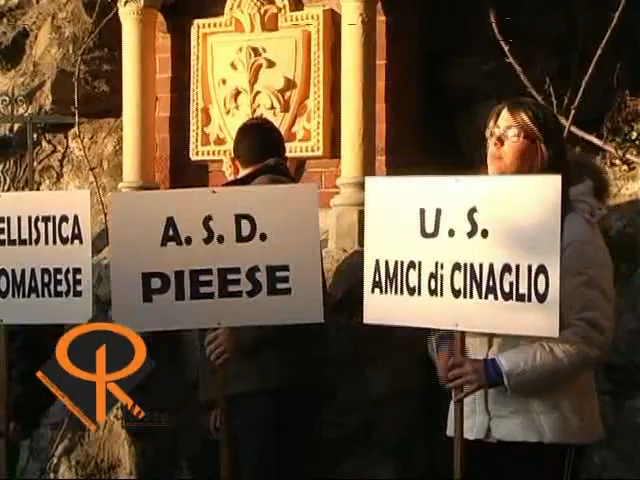 ELLISTICA
OMARESE
A. S. D.
PIEESE
U. S.
AMICI di CINAGLIO